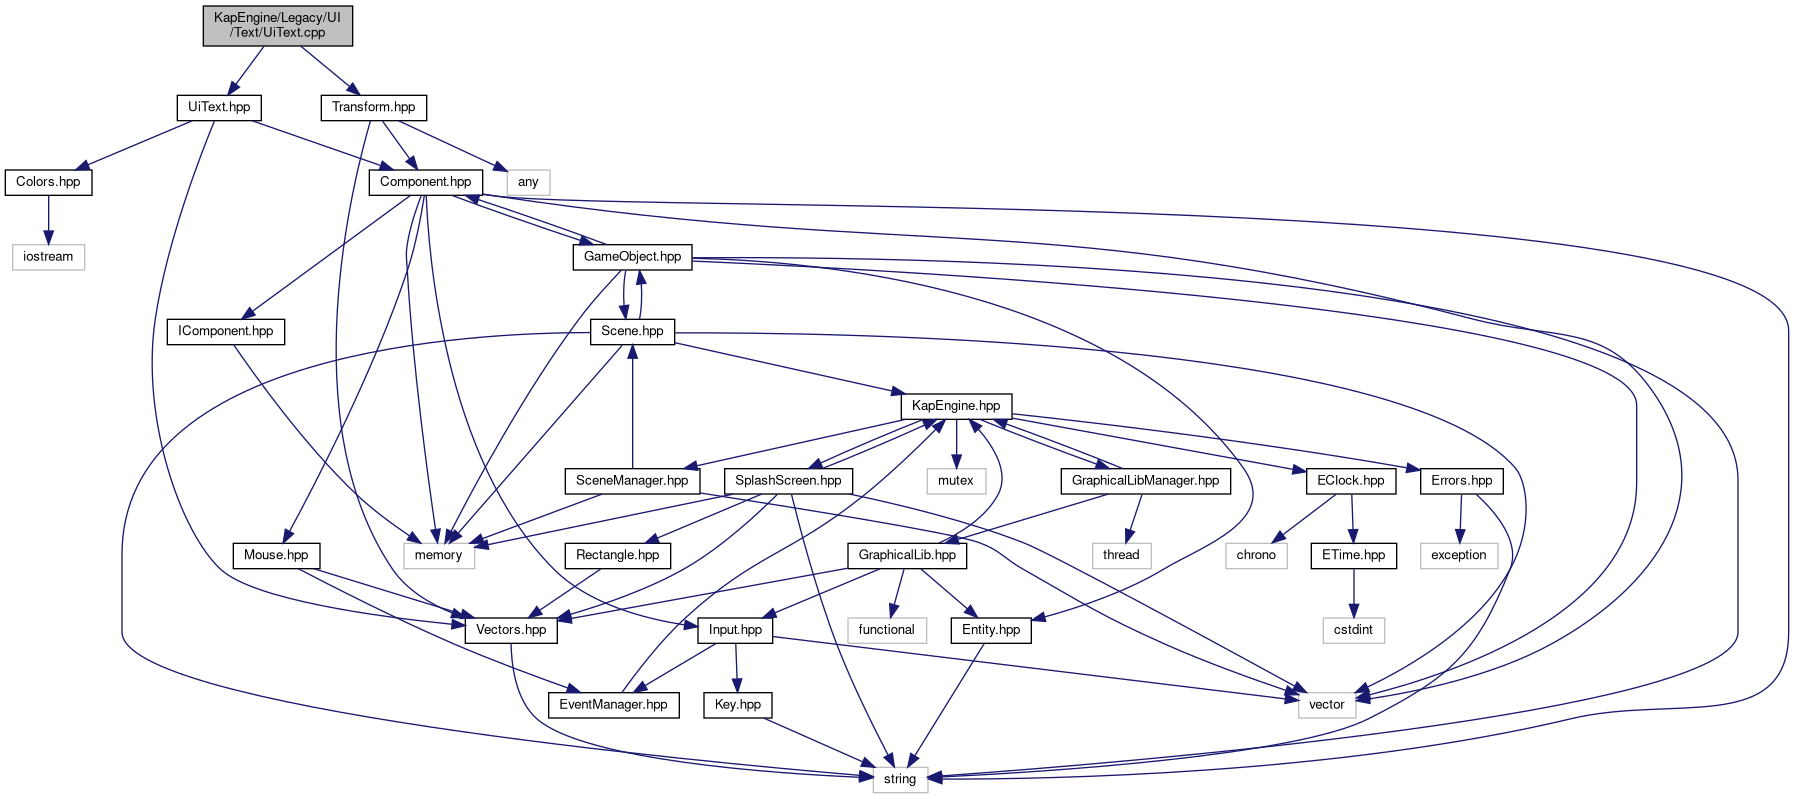 KapEngine/Legacy/UI
/Text/UiText.cpp
UiText.hpp
Transform.hpp
Colors.hpp
Component.hpp
any
iostream
GameObject.hpp
IComponent.hpp
Scene.hpp
KapEngine.hpp
SceneManager.hpp
SplashScreen.hpp
mutex
GraphicalLibManager.hpp
EClock.hpp
Errors.hpp
Mouse.hpp
memory
Rectangle.hpp
GraphicalLib.hpp
thread
chrono
ETime.hpp
exception
Vectors.hpp
Input.hpp
functional
Entity.hpp
cstdint
EventManager.hpp
Key.hpp
vector
string